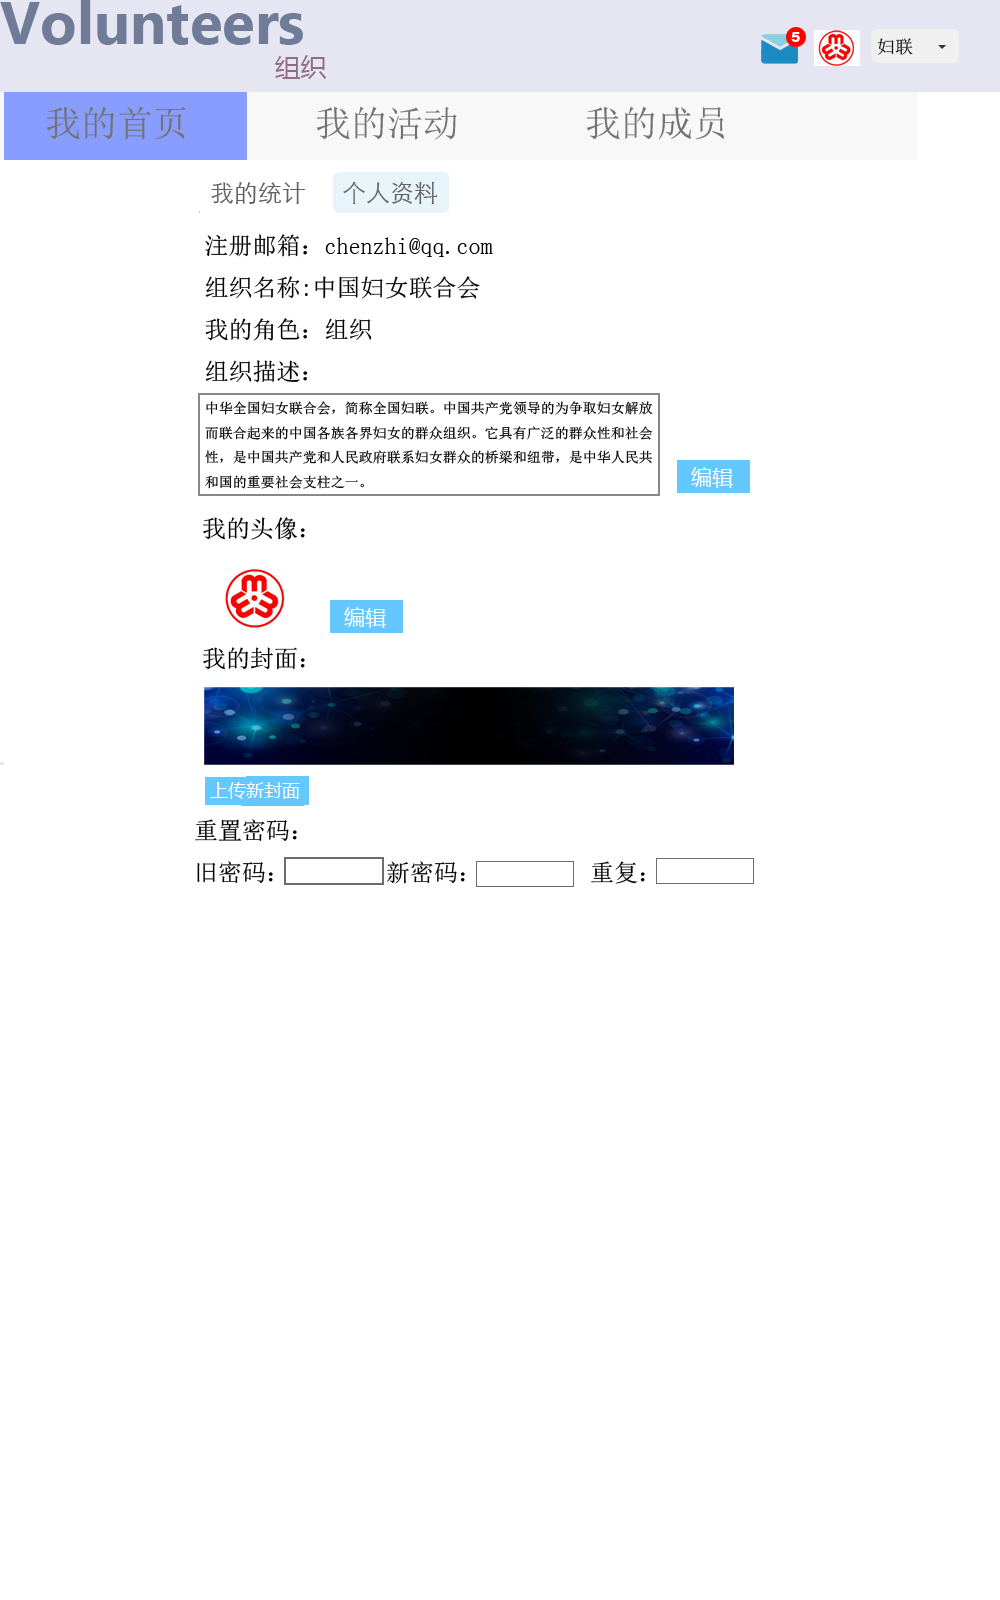 Volunteers
组织
5
妇联
我的首页 我的活动 我的成员
我的统计 个人资料
注册邮箱：chenzhi@qq.com
组织名称:中国妇女联合会
我的角色：组织
组织描述：
中华全国妇女联合会，简称全国妇联。中国共产党领导的为争取妇女解放
而联合起来的中国各族各界妇女的群众组织。它具有广泛的群众性和社会
性，是中国共产党和人民政府联系妇女群众的桥梁和纽带，是中华人民共
和国的重要社会支柱之一。
编辑
我的头像：
编辑
我的封面：
上传新封面
重置密码：
旧密码： 新密码： 重复：